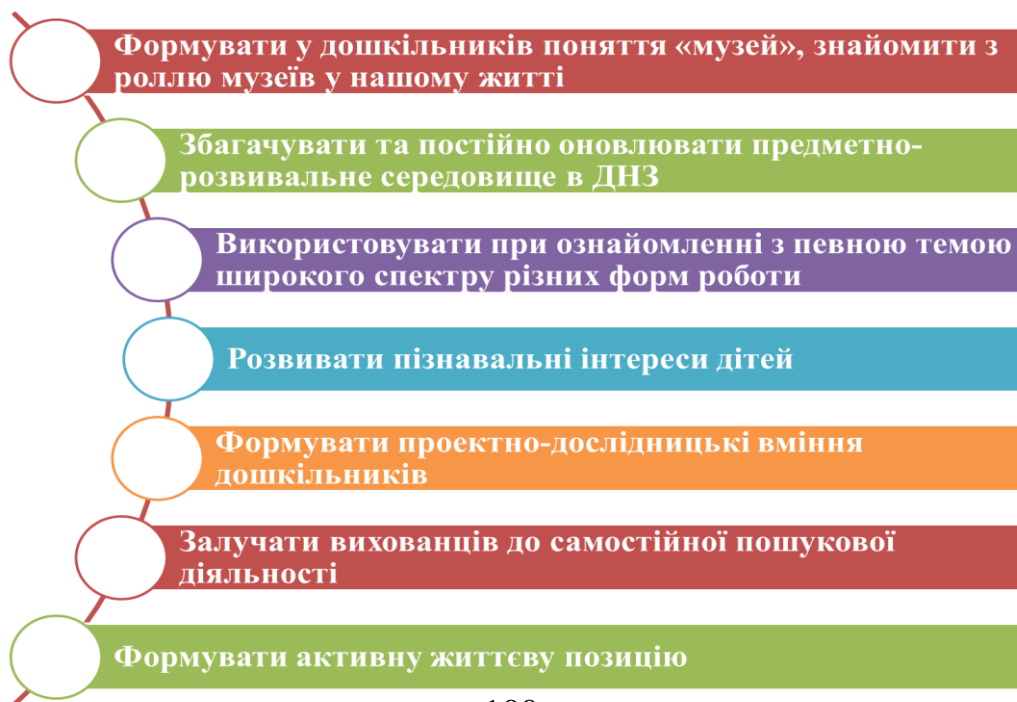 Формувати у дошкільників поняття «музей», знайомити з
роллю музеїв у нашому житті
Збагачувати та постійно оновлювати предметно-
розвивальне середовище в ДНЗ
Використовувати при ознайомленні з певною темою
широкого спектру різних форм роботи
Розвивати пізнавальні інтереси дітей
Формувати проектно-дослідницькі вміння
дошкільників
Залучати вихованців до самостійної пошукової
діяльності
Формувати активну життєву позицію